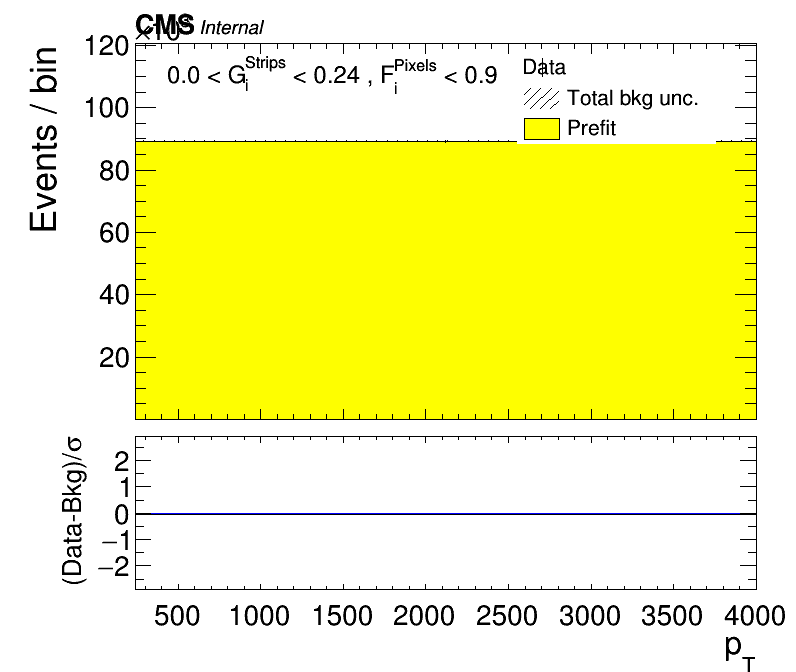 CMS Internal
0.0 < G_i^Strips < 0.24 , F_i^Pixels < 0.9
Data
Total bkg unc.
Prefit
Events / bin
120
100
80
60
40
20
(Data-Bkg)/σ
2
1
0
−1
−2
500 1000 1500 2000 2500 3000 3500 4000
p_T